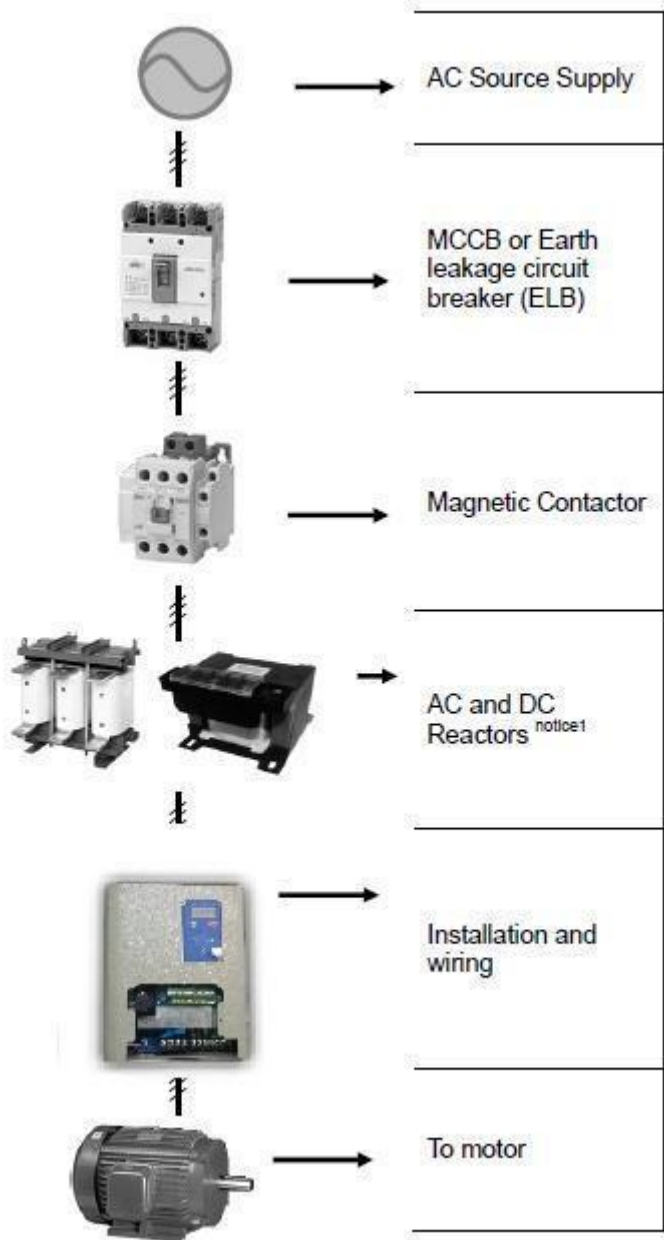 AC Source Supply
MCCB or Earth
leakage circuit
breaker (ELB)
Magnetic Contactor
AC and DC
Reactors notice1
Installation and
wiring
To motor